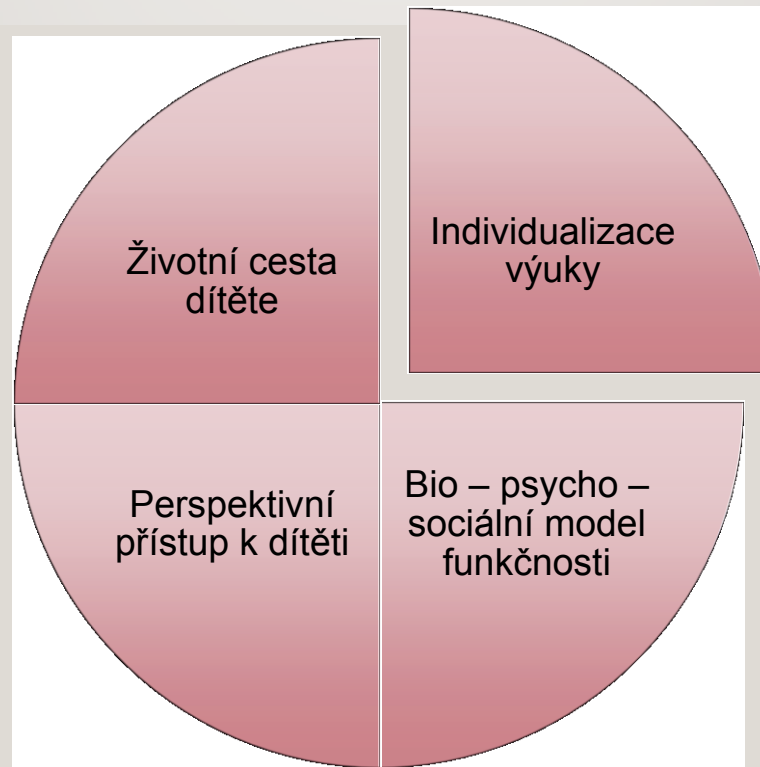 Životní cesta
dítěte
Individualizace
výuky
Perspektivní
přístup k dítěti
Bio – psycho –
sociální model
funkčnosti